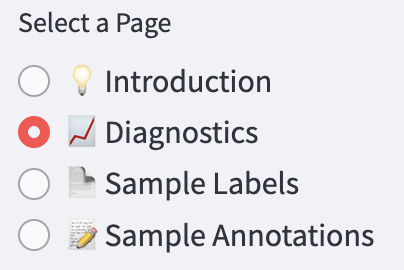 Select a Page
💡 Introduction
📈 Diagnostics
📄 Sample Labels
📝 Sample Annotations